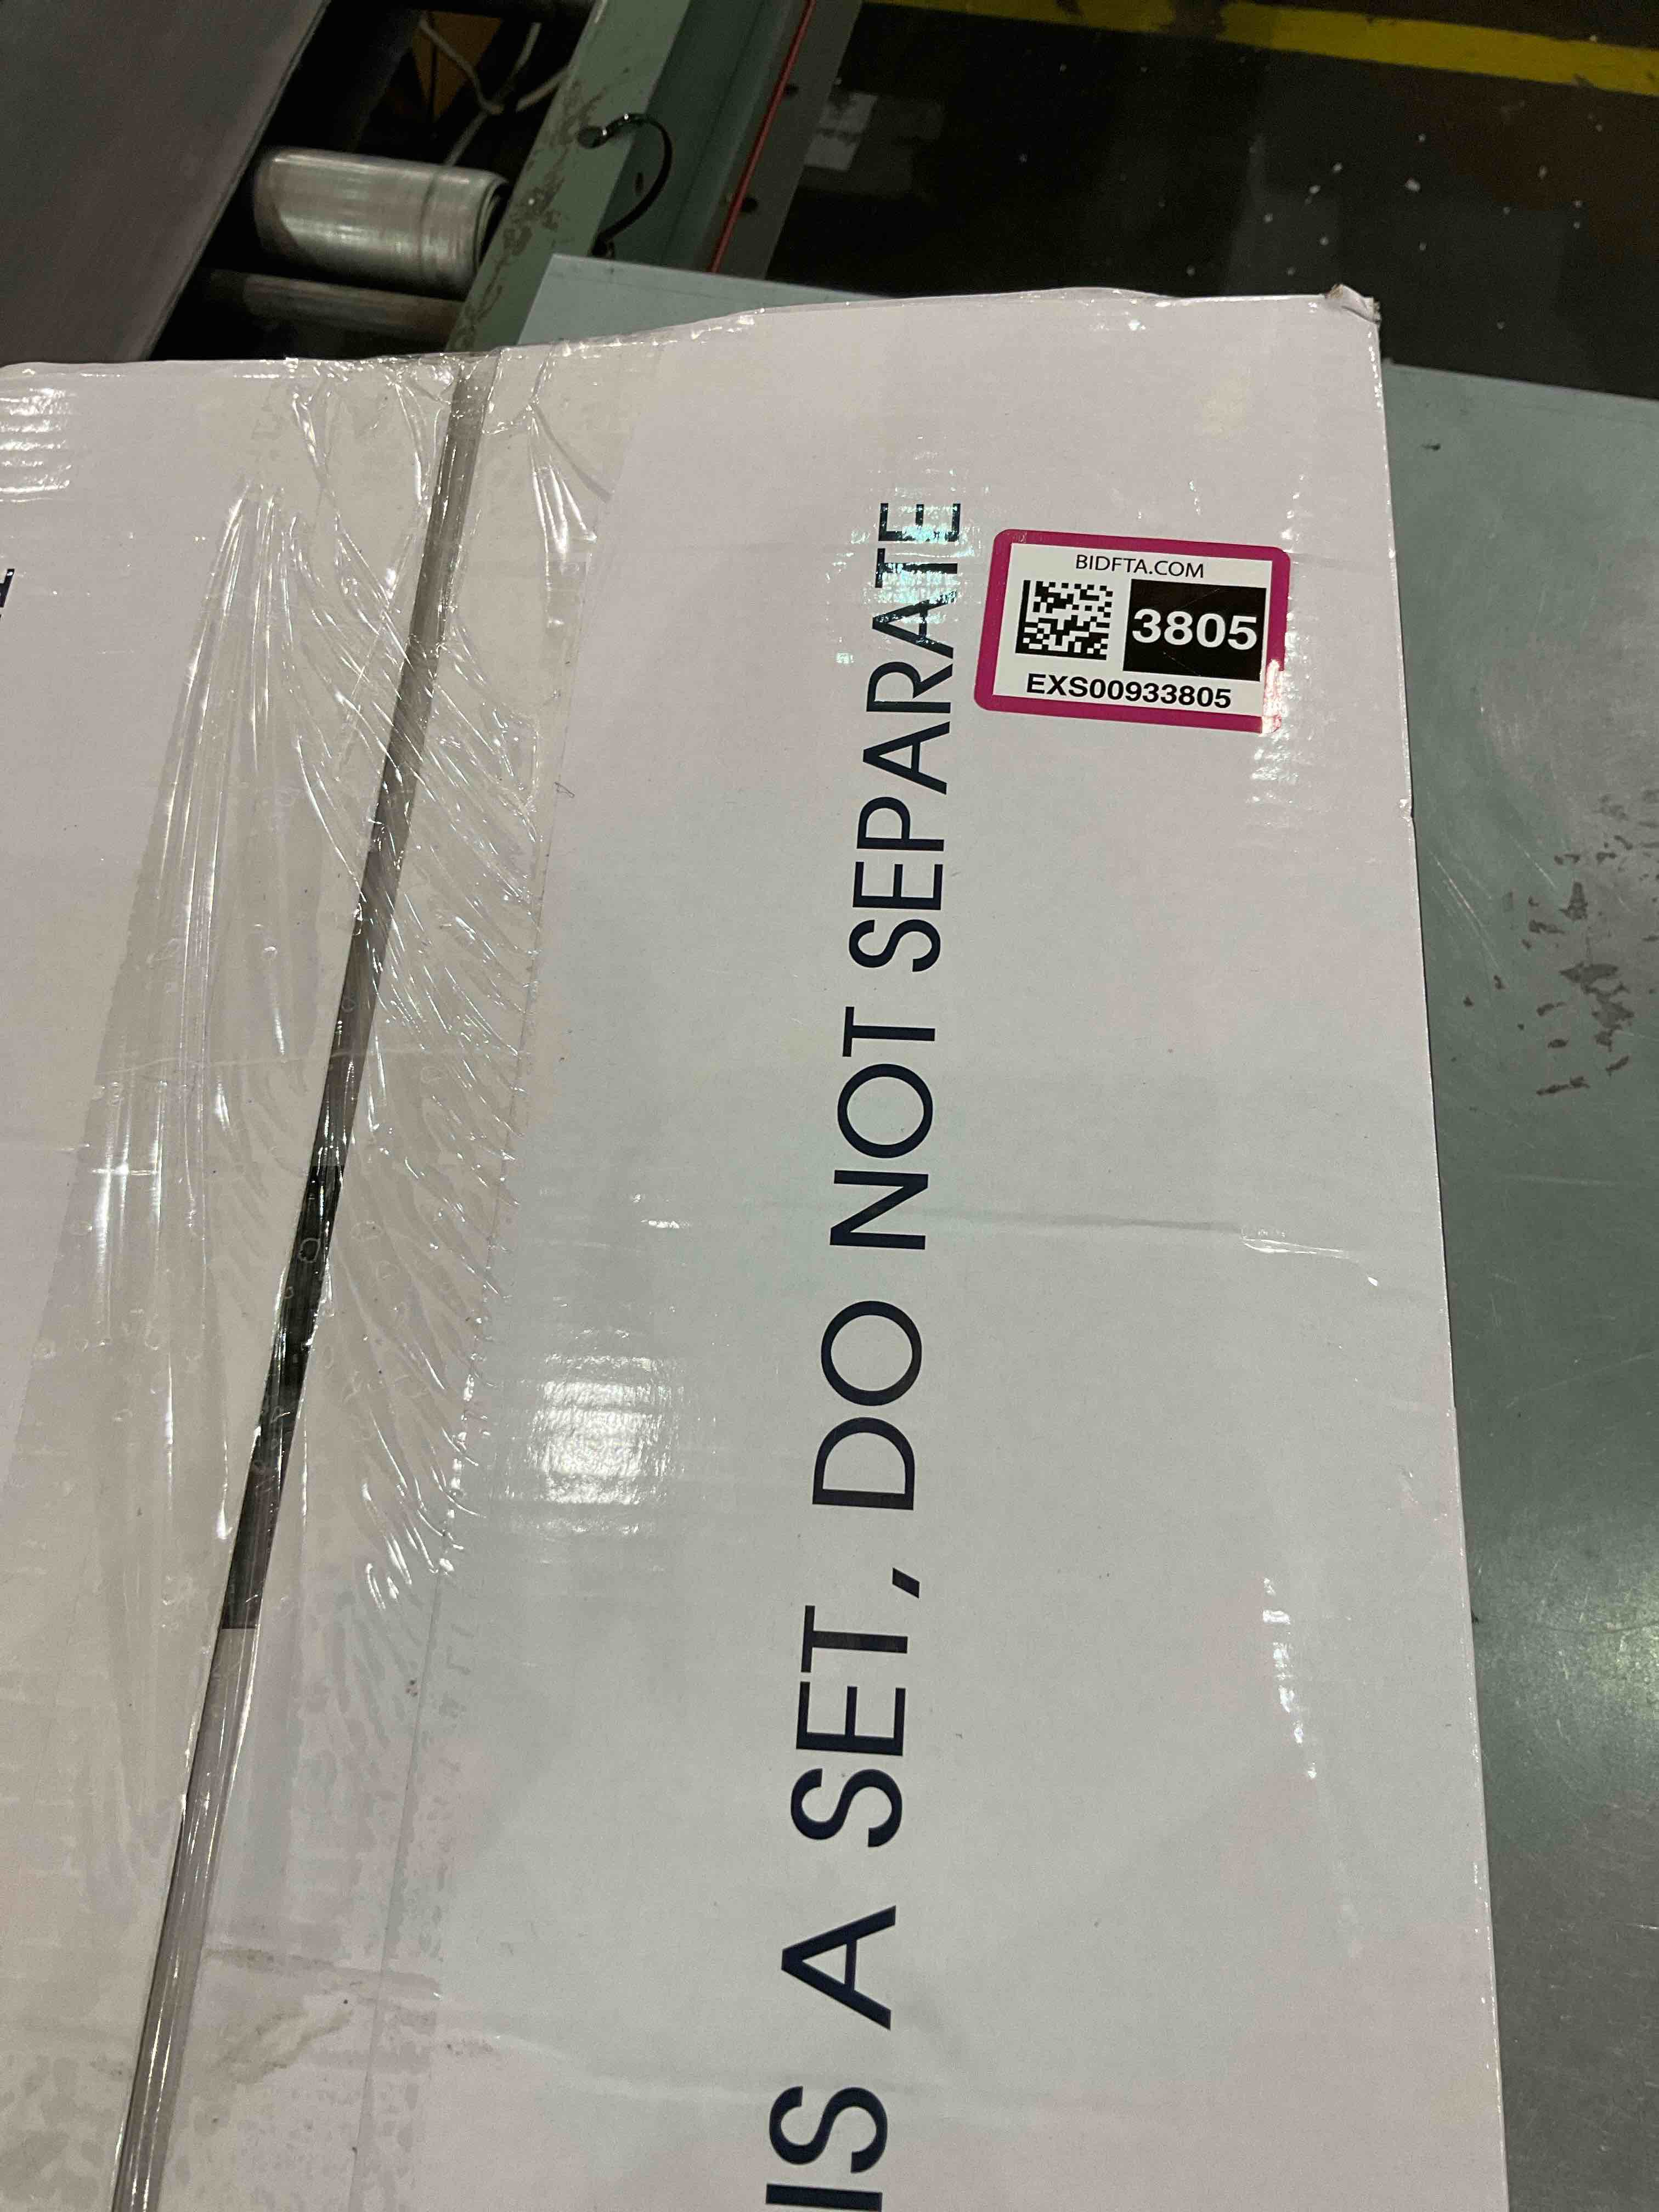 IS A SET, DO NOT SEPARATE
BIDFTA.COM
3805
EXS00933805